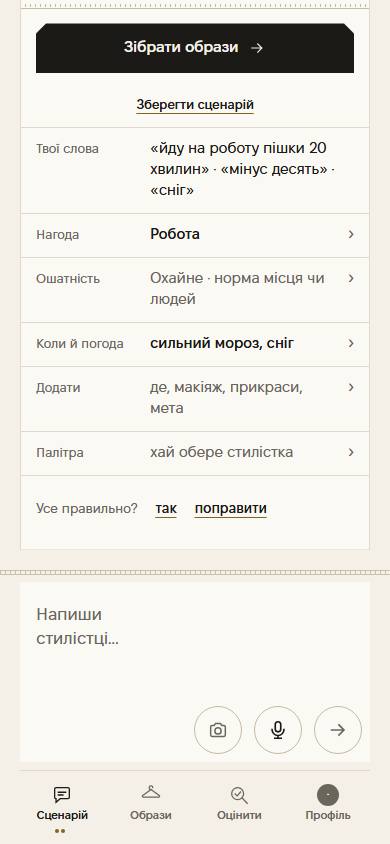 Зібрати образи →
Зберегти сценарій
Твої слова
«йду на роботу пішки 20
хвилин» · «мінус десять» ·
«сніг»
Нагода
Робота
Ошатність
Охайне · норма місця чи
людей
Коли й погода
сильний мороз, сніг
Додати
де, макіяж, прикраси,
мета
Палітра
хай обере стилістка
Усе правильно? так поправити
Напиши
стилістці...
Сценарій Образи Оцінити Профіль